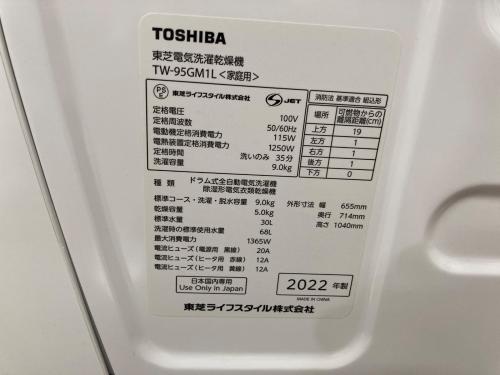 TOSHIBA
東芝電気洗濯乾燥機
TW-95GM1L<家庭用>
PS E 東芝ライフスタイル株式会社 S JET
定格電圧 100V
定格周波数 50/60Hz
電動機定格消費電力 115W
電熱装置定格消費電力 1250W
定格時間 洗いのみ 35分
洗濯容量 9.0kg
消防法 基準適合 組込形
場所 可燃物からの離隔距離(cm)
上方 19
左方 1
右方 1
後方 1
下方 0
種類 ドラム式全自動電気洗濯機
除湿形電気衣類乾燥機
標準コース・洗濯・脱水容量 9.0kg
乾燥容量 5.0kg
標準水量 30L
洗濯時の標準使用水量 68L
最大消費電力 1365W
電流ヒューズ(電源用 黒線) 20A
電流ヒューズ(ヒータ用 赤線) 12A
電流ヒューズ(ヒータ用 黄線) 12A
外形寸法 幅 655mm
奥行 714mm
高さ 1040mm
日本国内専用
Use Only in Japan
2022 年製
MADE IN CHINA
東芝ライフスタイル株式会社